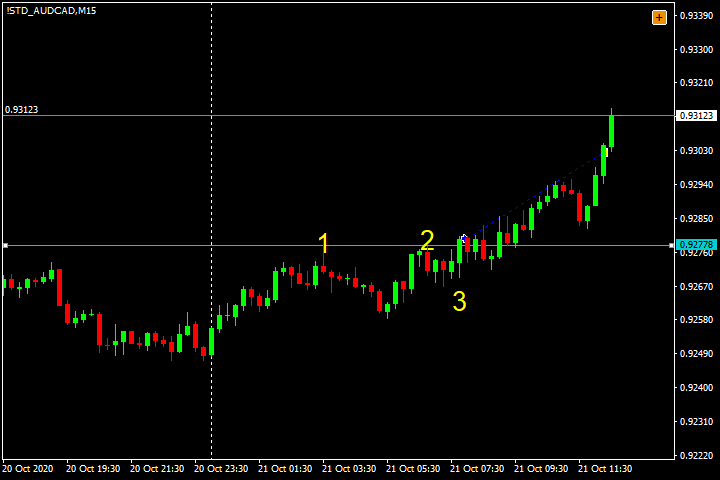 !STD_AUDCAD,M15
0.93390
0.93300
0.93210
0.93123
0.93123
0.93030
0.92940
0.92850
1
2
0.92778
0.92760
0.92670
3
0.92580
0.92490
0.92400
0.92310
0.92220
20 Oct 2020
20 Oct 19:30
20 Oct 21:30
20 Oct 23:30
21 Oct 01:30
21 Oct 03:30
21 Oct 05:30
21 Oct 07:30
21 Oct 09:30
21 Oct 11:30